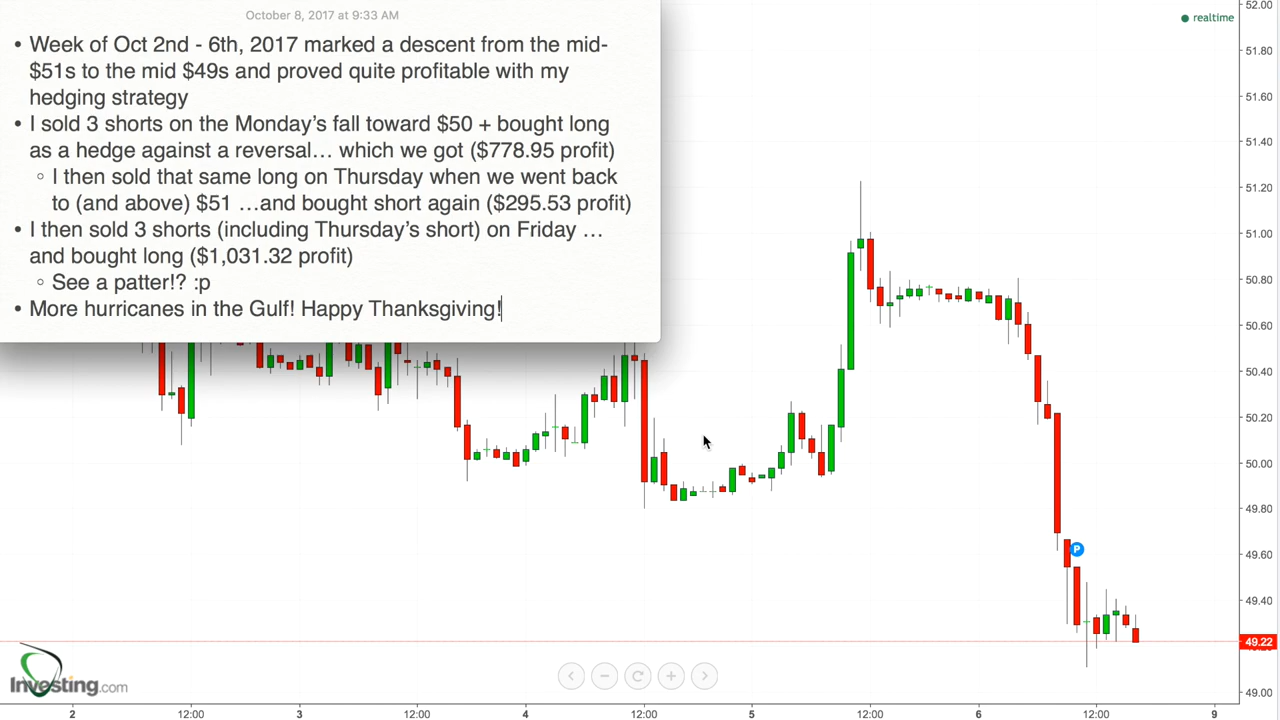 October 8, 2017 at 9:33 AM
• Week of Oct 2nd - 6th, 2017 marked a descent from the mid-
$51s to the mid $49s and proved quite profitable with my
hedging strategy
• I sold 3 shorts on the Monday’s fall toward $50 + bought long
as a hedge against a reversal… which we got ($778.95 profit)
◦ I then sold that same long on Thursday when we went back
to (and above) $51 …and bought short again ($295.53 profit)
• I then sold 3 shorts (including Thursday’s short) on Friday …
and bought long ($1,031.32 profit)
◦ See a patter!? :p
• More hurricanes in the Gulf! Happy Thanksgiving!
realtime
52.00
51.80
51.60
51.40
51.20
51.00
50.80
50.60
50.40
50.20
50.00
49.80
49.60
49.40
49.22
49.00
P
Investing.com
2 12:00 3 12:00 4 12:00 5 12:00 6 12:00 9